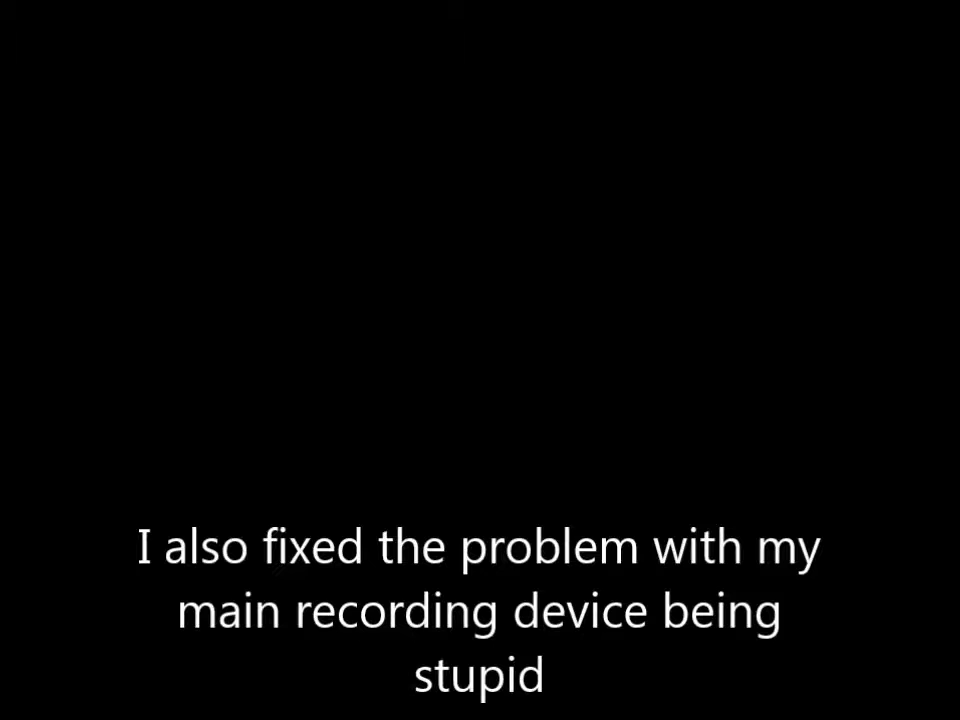 I also fixed the problem with my
main recording device being
stupid